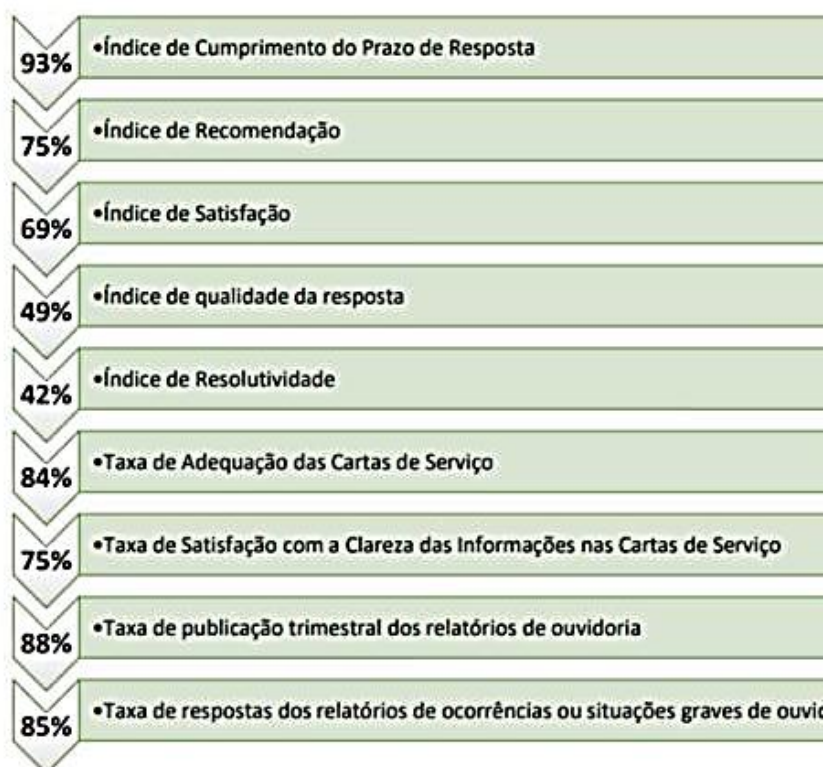 93% •Índice de Cumprimento do Prazo de Resposta
75% •Índice de Recomendação
69% •Índice de Satisfação
49% •Índice de qualidade da resposta
42% •Índice de Resolutividade
84% •Taxa de Adequação das Cartas de Serviço
75% •Taxa de Satisfação com a Clareza das Informações nas Cartas de Serviço
88% •Taxa de publicação trimestral dos relatórios de ouvidoria
85% •Taxa de respostas dos relatórios de ocorrências ou situações graves de